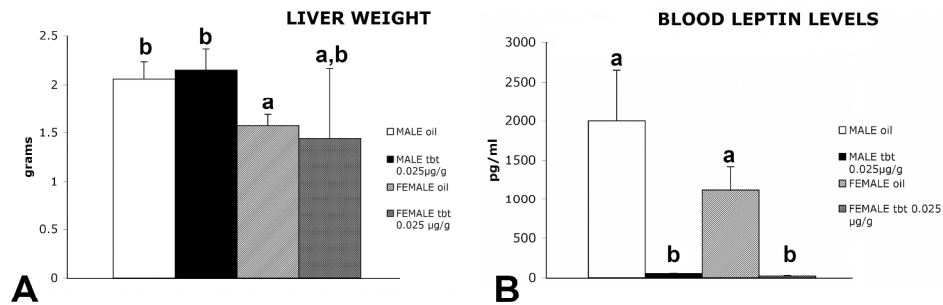 LIVER WEIGHT
2.5
2
1.5
1
0.5
0
grams
b
b
a
a,b
MALE oil
MALE tbt
0.025µg/g
FEMALE oil
FEMALE tbt
0.025 µg/g
A
BLOOD LEPTIN LEVELS
3000
2500
2000
1500
1000
500
0
pg/ml
a
b
a
b
MALE oil
MALE tbt
0.025µg/g
FEMALE oil
FEMALE tbt 0.025
µg/g
B